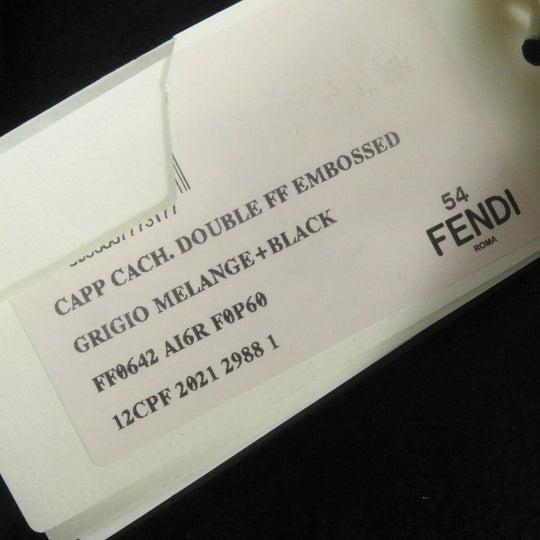 CAPP CACH. DOUBLE FF EMBOSSED
GRIGIO MELANGE+BLACK
FF0642 AI6R F0P60
12CPF 2021 2988 1
54
FENDI
ROMA